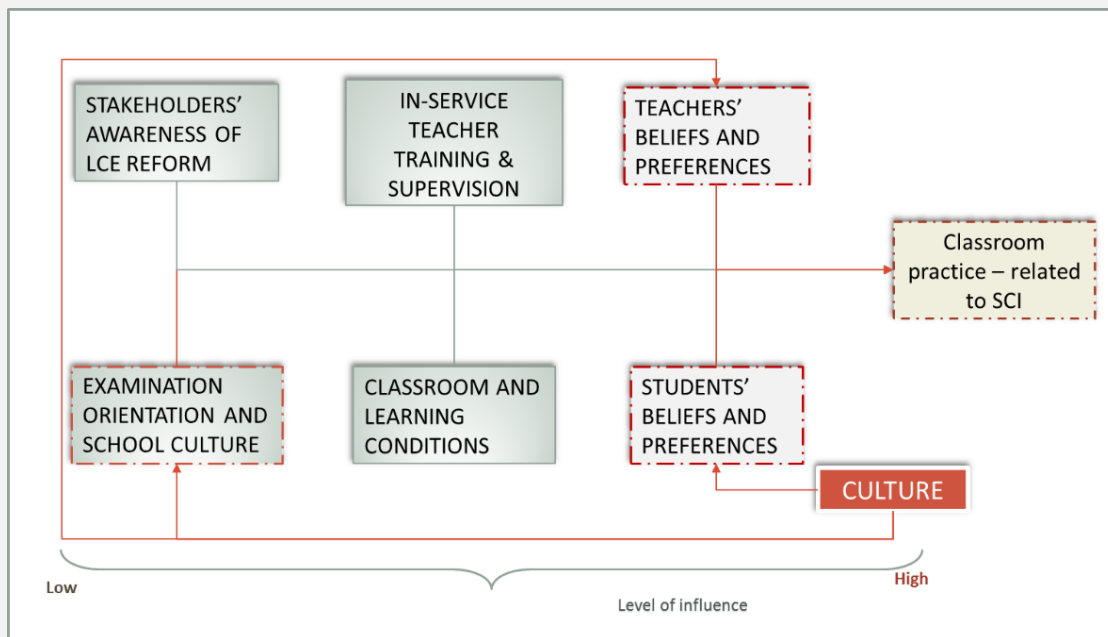 STAKEHOLDERS’
AWARENESS OF
LCE REFORM
IN-SERVICE
TEACHER
TRAINING &
SUPERVISION
TEACHERS’
BELIEFS AND
PREFERENCES
Classroom
practice – related
to SCI
EXAMINATION
ORIENTATION AND
SCHOOL CULTURE
CLASSROOM AND
LEARNING
CONDITIONS
STUDENTS’
BELIEFS AND
PREFERENCES
CULTURE
Low
High
Level of influence